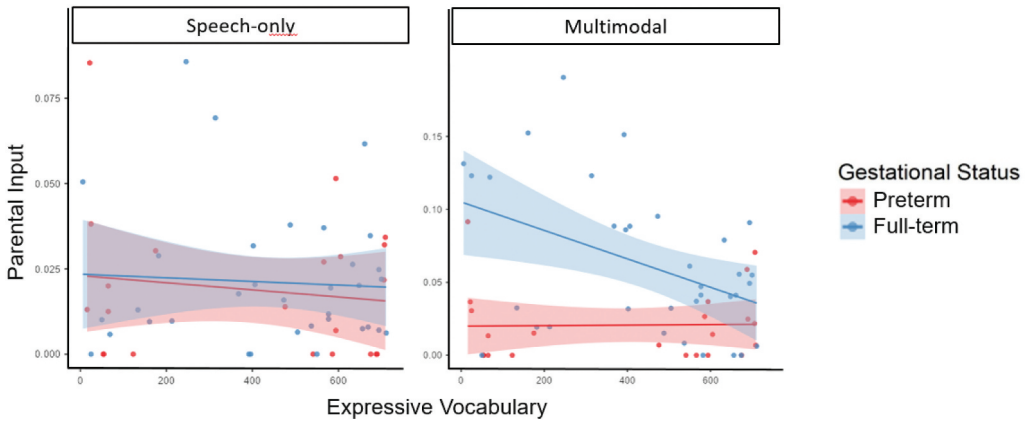 Speech-only
Multimodal
Parental Input
0.075
0.050
0.025
0.000
0
200
400
600
0.15
0.10
0.05
0.00
0
200
400
600
Expressive Vocabulary
Gestational Status
Preterm
Full-term